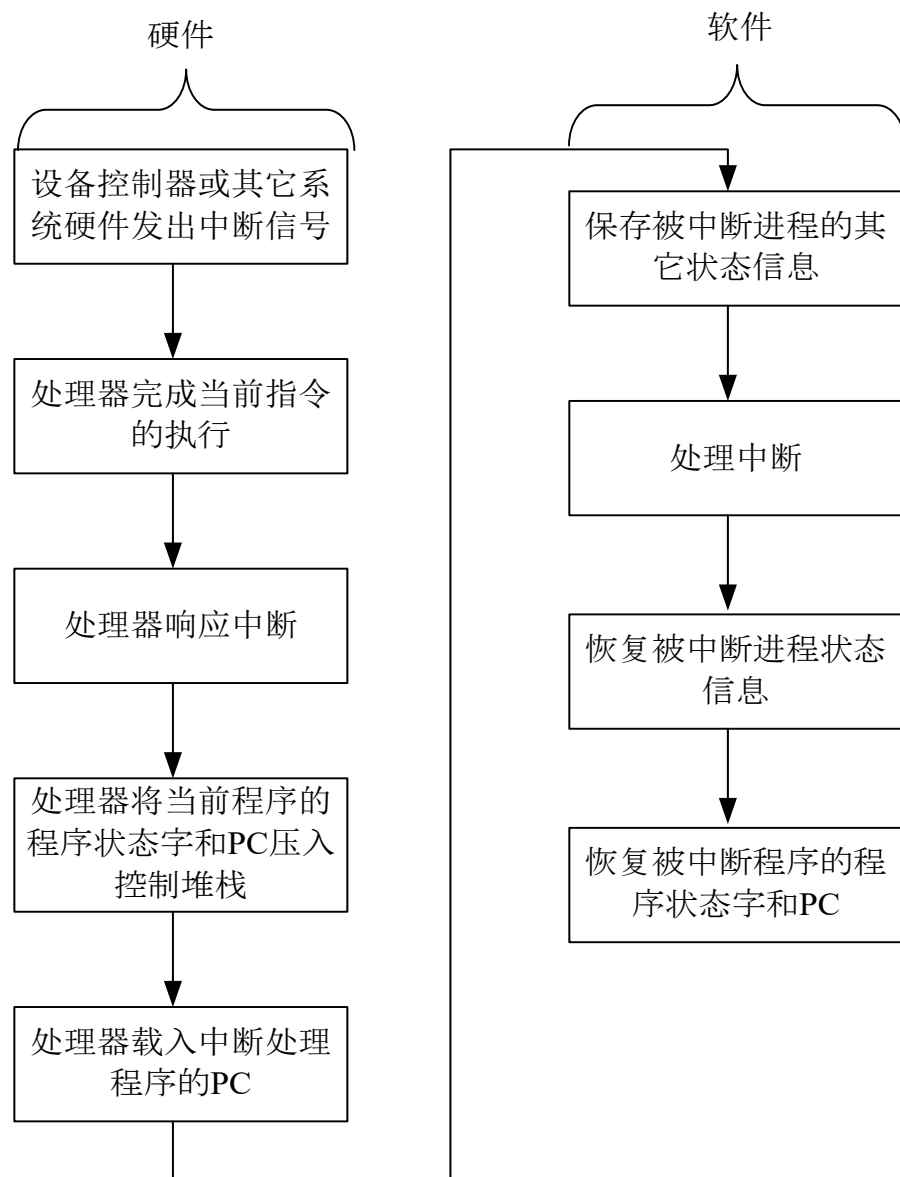 硬件
设备控制器或其它系
统硬件发出中断信号
处理器完成当前指令
的执行
处理器响应中断
处理器将当前程序的
程序状态字和PC压入
控制堆栈
处理器载入中断处理
程序的PC
软件
保存被中断进程的其
它状态信息
处理中断
恢复被中断进程状态
信息
恢复被中断程序的程
序状态字和PC